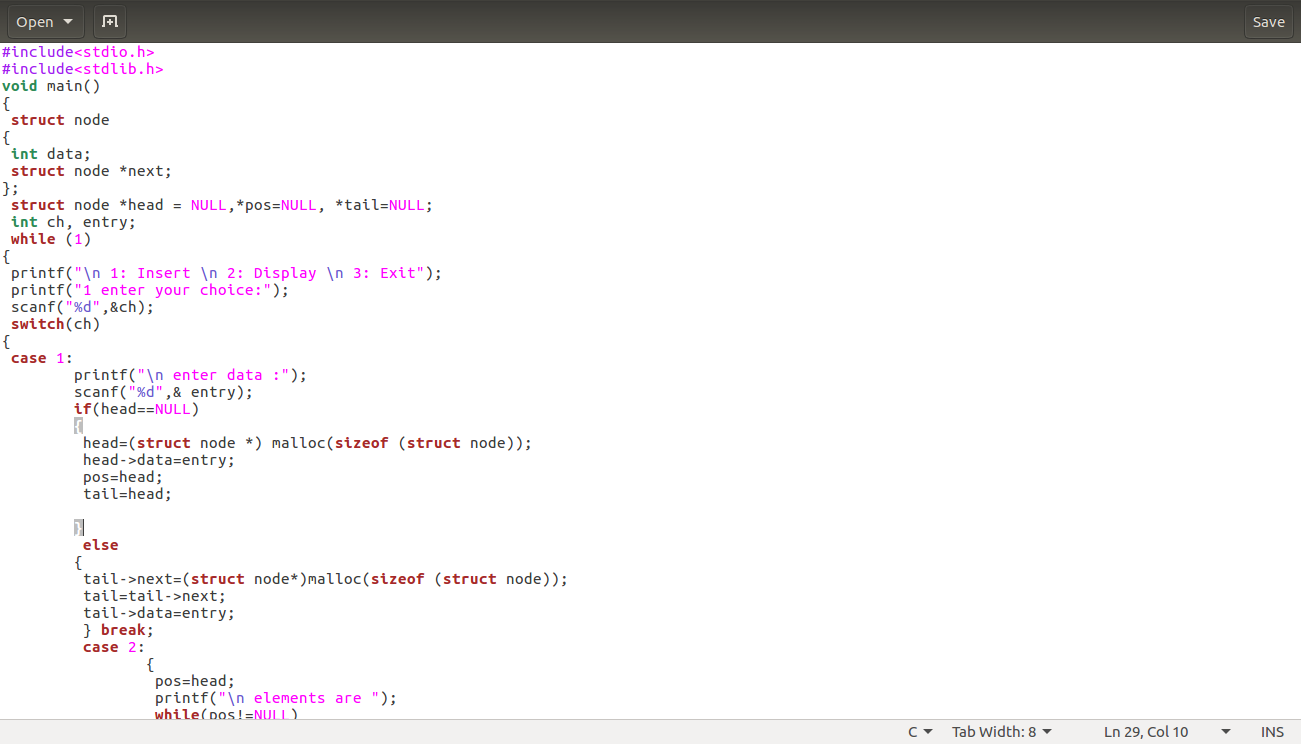 Open
Save
#include<stdio.h>
#include<stdlib.h>
void main()
{
 struct node
{
 int data;
 struct node *next;
};
 struct node *head = NULL,*pos=NULL, *tail=NULL;
 int ch, entry;
 while (1)
{
 printf("\n 1: Insert \n 2: Display \n 3: Exit");
 printf("1 enter your choice:");
 scanf("%d",&ch);
 switch(ch)
{
 case 1:
        printf("\n enter data :");
        scanf("%d",& entry);
        if(head==NULL)
        {
         head=(struct node *) malloc(sizeof (struct node));
         head->data=entry;
         pos=head;
         tail=head;

        }
         else
        {
         tail->next=(struct node*)malloc(sizeof (struct node));
         tail=tail->next;
         tail->data=entry;
         } break;
         case 2:
                {
                 pos=head;
                 printf("\n elements are ");
                 while(pos!=NULL)
C Tab Width: 8 Ln 29, Col 10 INS